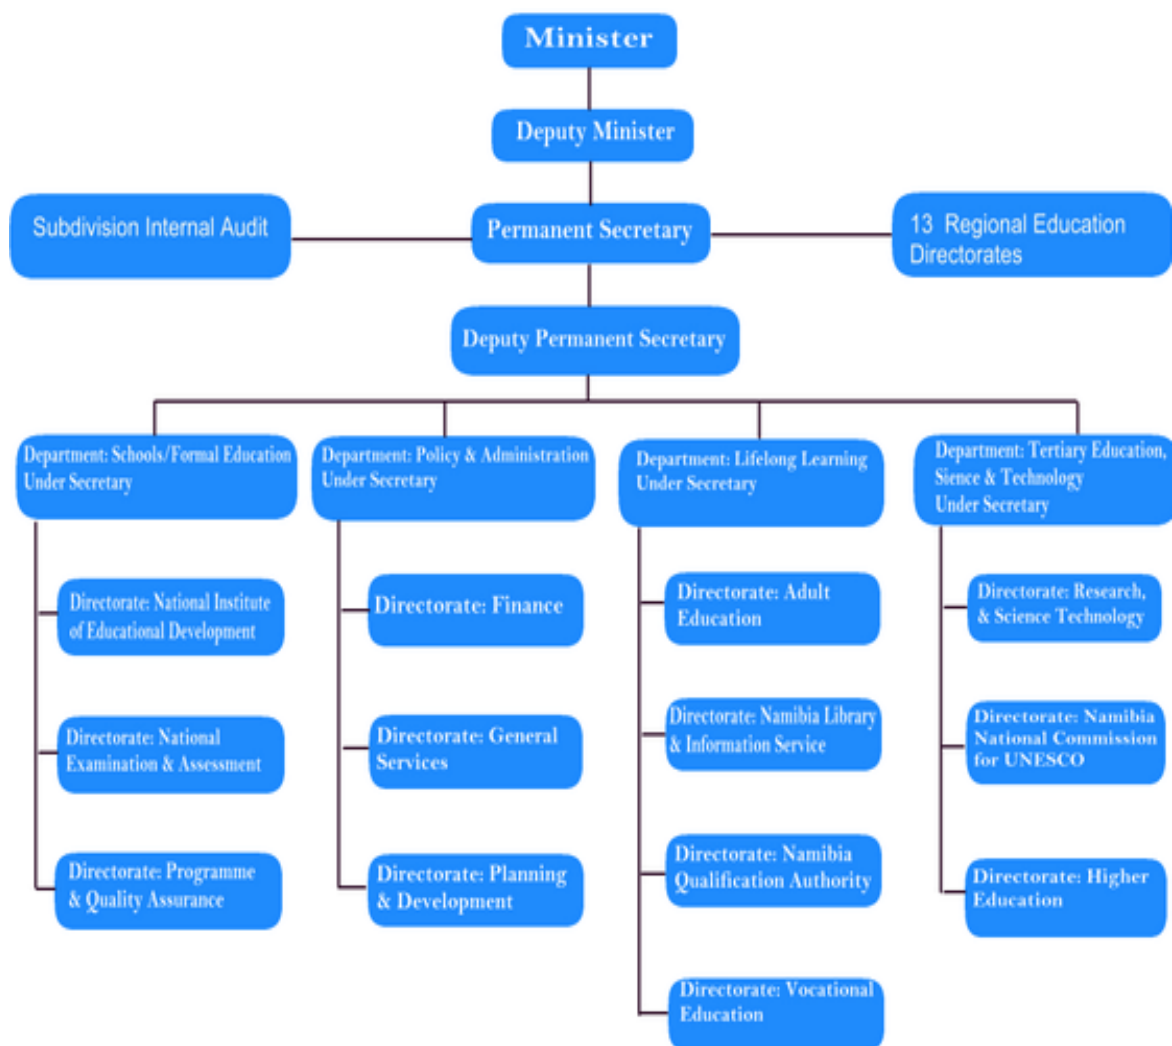 Minister
Deputy Minister
Subdivision Internal Audit
Permanent Secretary
13 Regional Education
Directorates
Deputy Permanent Secretary
Department: Schools/Formal Education
Under Secretary
Department: Policy & Administration
Under Secretary
Department: Lifelong Learning
Under Secretary
Department: Tertiary Education,
Sience & Technology
Under Secretary
Directorate: National Institute
of Educational Development
Directorate: National
Examination & Assessment
Directorate: Programme
& Quality Assurance
Directorate: Finance
Directorate: General
Services
Directorate: Planning
& Development
Directorate: Adult
Education
Directorate: Namibia Library
& Information Service
Directorate: Namibia
Qualification Authority
Directorate: Vocational
Education
Directorate: Research,
& Science Technology
Directorate: Namibia
National Commission
for UNESCO
Directorate: Higher
Education